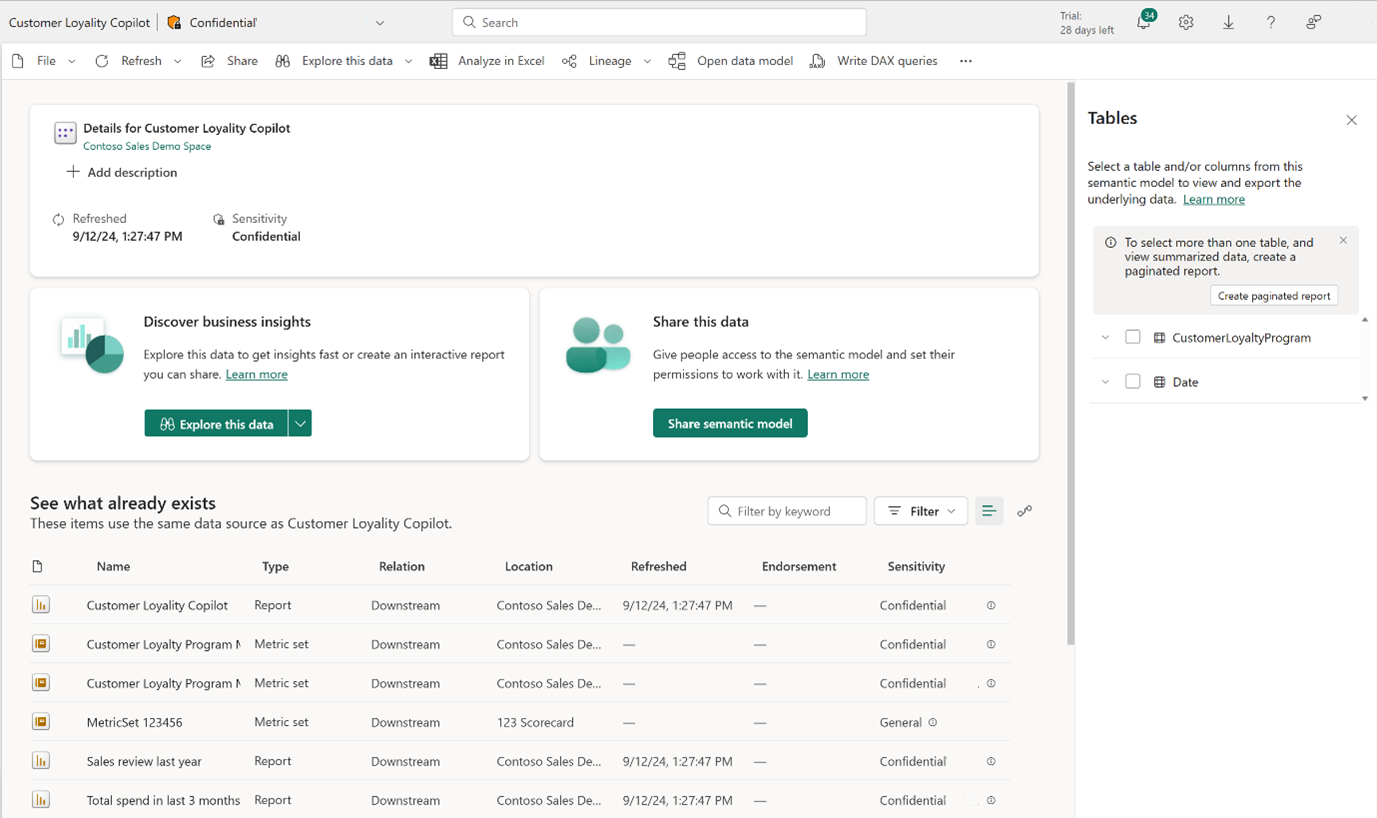 Customer Loyality Copilot Confidential'
Search
Trial:
28 days left
34
File Refresh Share Explore this data Analyze in Excel Lineage Open data model Write DAX queries ...
Details for Customer Loyality Copilot
Contoso Sales Demo Space
Add description
Refreshed
9/12/24, 1:27:47 PM
Sensitivity
Confidential
Discover business insights
Explore this data to get insights fast or create an interactive report
you can share. Learn more
Explore this data
Share this data
Give people access to the semantic model and set their
permissions to work with it. Learn more
Share semantic model
See what already exists
These items use the same data source as Customer Loyality Copilot.
Filter by keyword
Filter
Name Type Relation Location Refreshed Endorsement Sensitivity
Customer Loyality Copilot Report Downstream Contoso Sales De... 9/12/24, 1:27:47 PM — Confidential
Customer Loyalty Program Metric set Downstream Contoso Sales De... — — Confidential
Customer Loyalty Program Metric set Downstream Contoso Sales De... — — Confidential
MetricSet 123456 Metric set Downstream 123 Scorecard — — General
Sales review last year Report Downstream Contoso Sales De... 9/12/24, 1:27:47 PM — Confidential'
Total spend in last 3 months Report Downstream Contoso Sales De... 9/12/24, 1:27:47 PM — Confidential
Tables
Select a table and/or columns from this
semantic model to view and export the
underlying data. Learn more
To select more than one table, and
view summarized data, create a
paginated report.
Create paginated report
CustomerLoyaltyProgram
Date